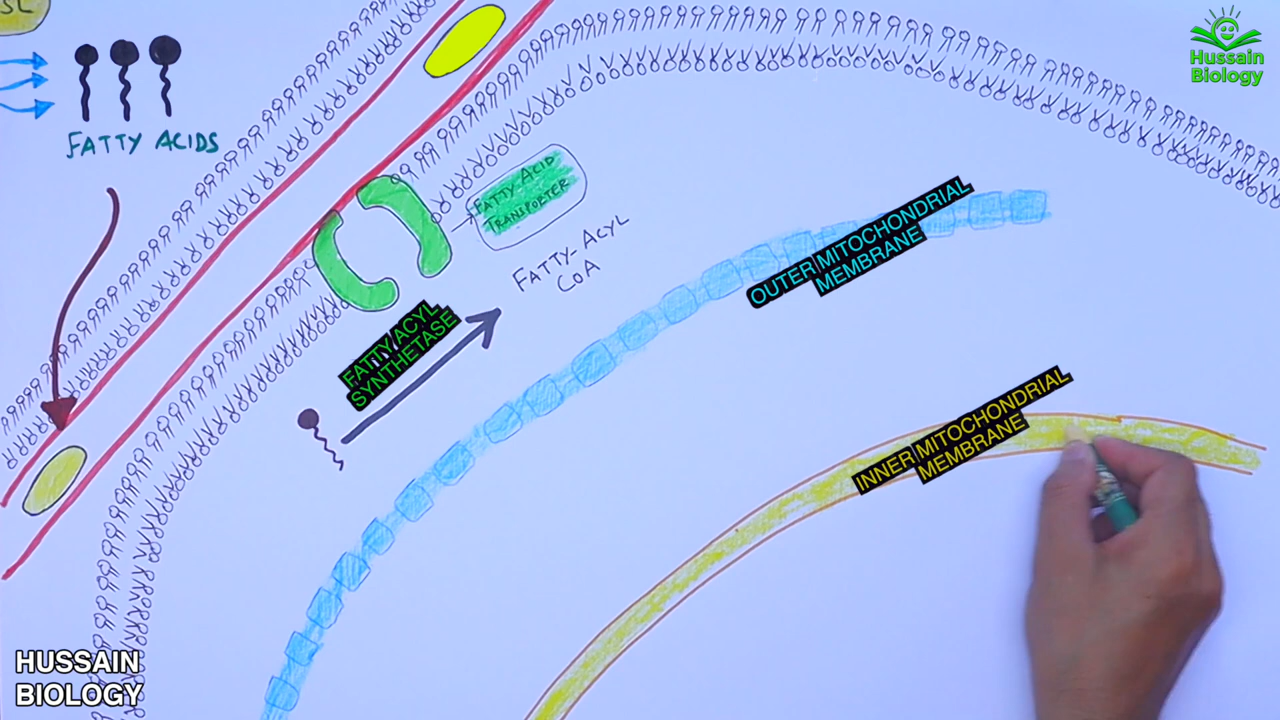 SL
FATTY ACIDS
Hussain
Biology
FATTY-ACID
TRANSPORTER
FATTY-ACYL
CoA
FATTY ACYL
SYNTHETASE
OUTER MITOCHONDRIAL
MEMBRANE
INNER MITOCHONDRIAL
MEMBRANE
HUSSAIN
BIOLOGY